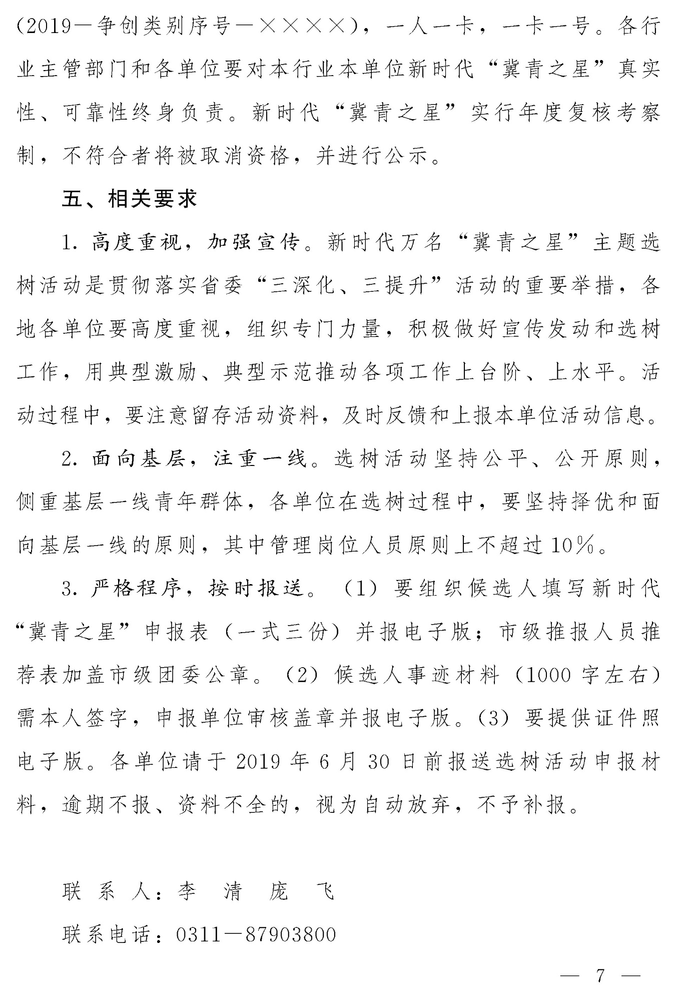 (2019—争创类别序号—××××)，一人一卡，一卡一号。各行
业主管部门和各单位要对本行业本单位新时代“冀青之星”真实
性、可靠性终身负责。新时代“冀青之星”实行年度复核考察
制，不符合者将被取消资格，并进行公示。
五、相关要求
1. 高度重视，加强宣传。新时代万名“冀青之星”主题选
树活动是贯彻落实省委“三深化、三提升”活动的重要举措，各
地各单位要高度重视，组织专门力量，积极做好宣传发动和选树
工作，用典型激励、典型示范推动各项工作上台阶、上水平。活
动过程中，要注意留存活动资料，及时反馈和上报本单位活动信息。
2. 面向基层，注重一线。选树活动坚持公平、公开原则，
侧重基层一线青年群体，各单位在选树过程中，要坚持择优和面
向基层一线的原则，其中管理岗位人员原则上不超过10%。
3. 严格程序，按时报送。（1）要组织候选人填写新时代
“冀青之星”申报表（一式三份）并报电子版；市级推报人员推
荐表加盖市级团委公章。（2）候选人事迹材料（1000 字左右）
需本人签字，申报单位审核盖章并报电子版。（3）要提供证件照
电子版。各单位请于 2019 年 6 月 30 日前报送选树活动申报材
料，逾期不报、资料不全的，视为自动放弃，不予补报。
联 系 人：李　清　庞　飞
联系电话：0311—87903800
— 7 —